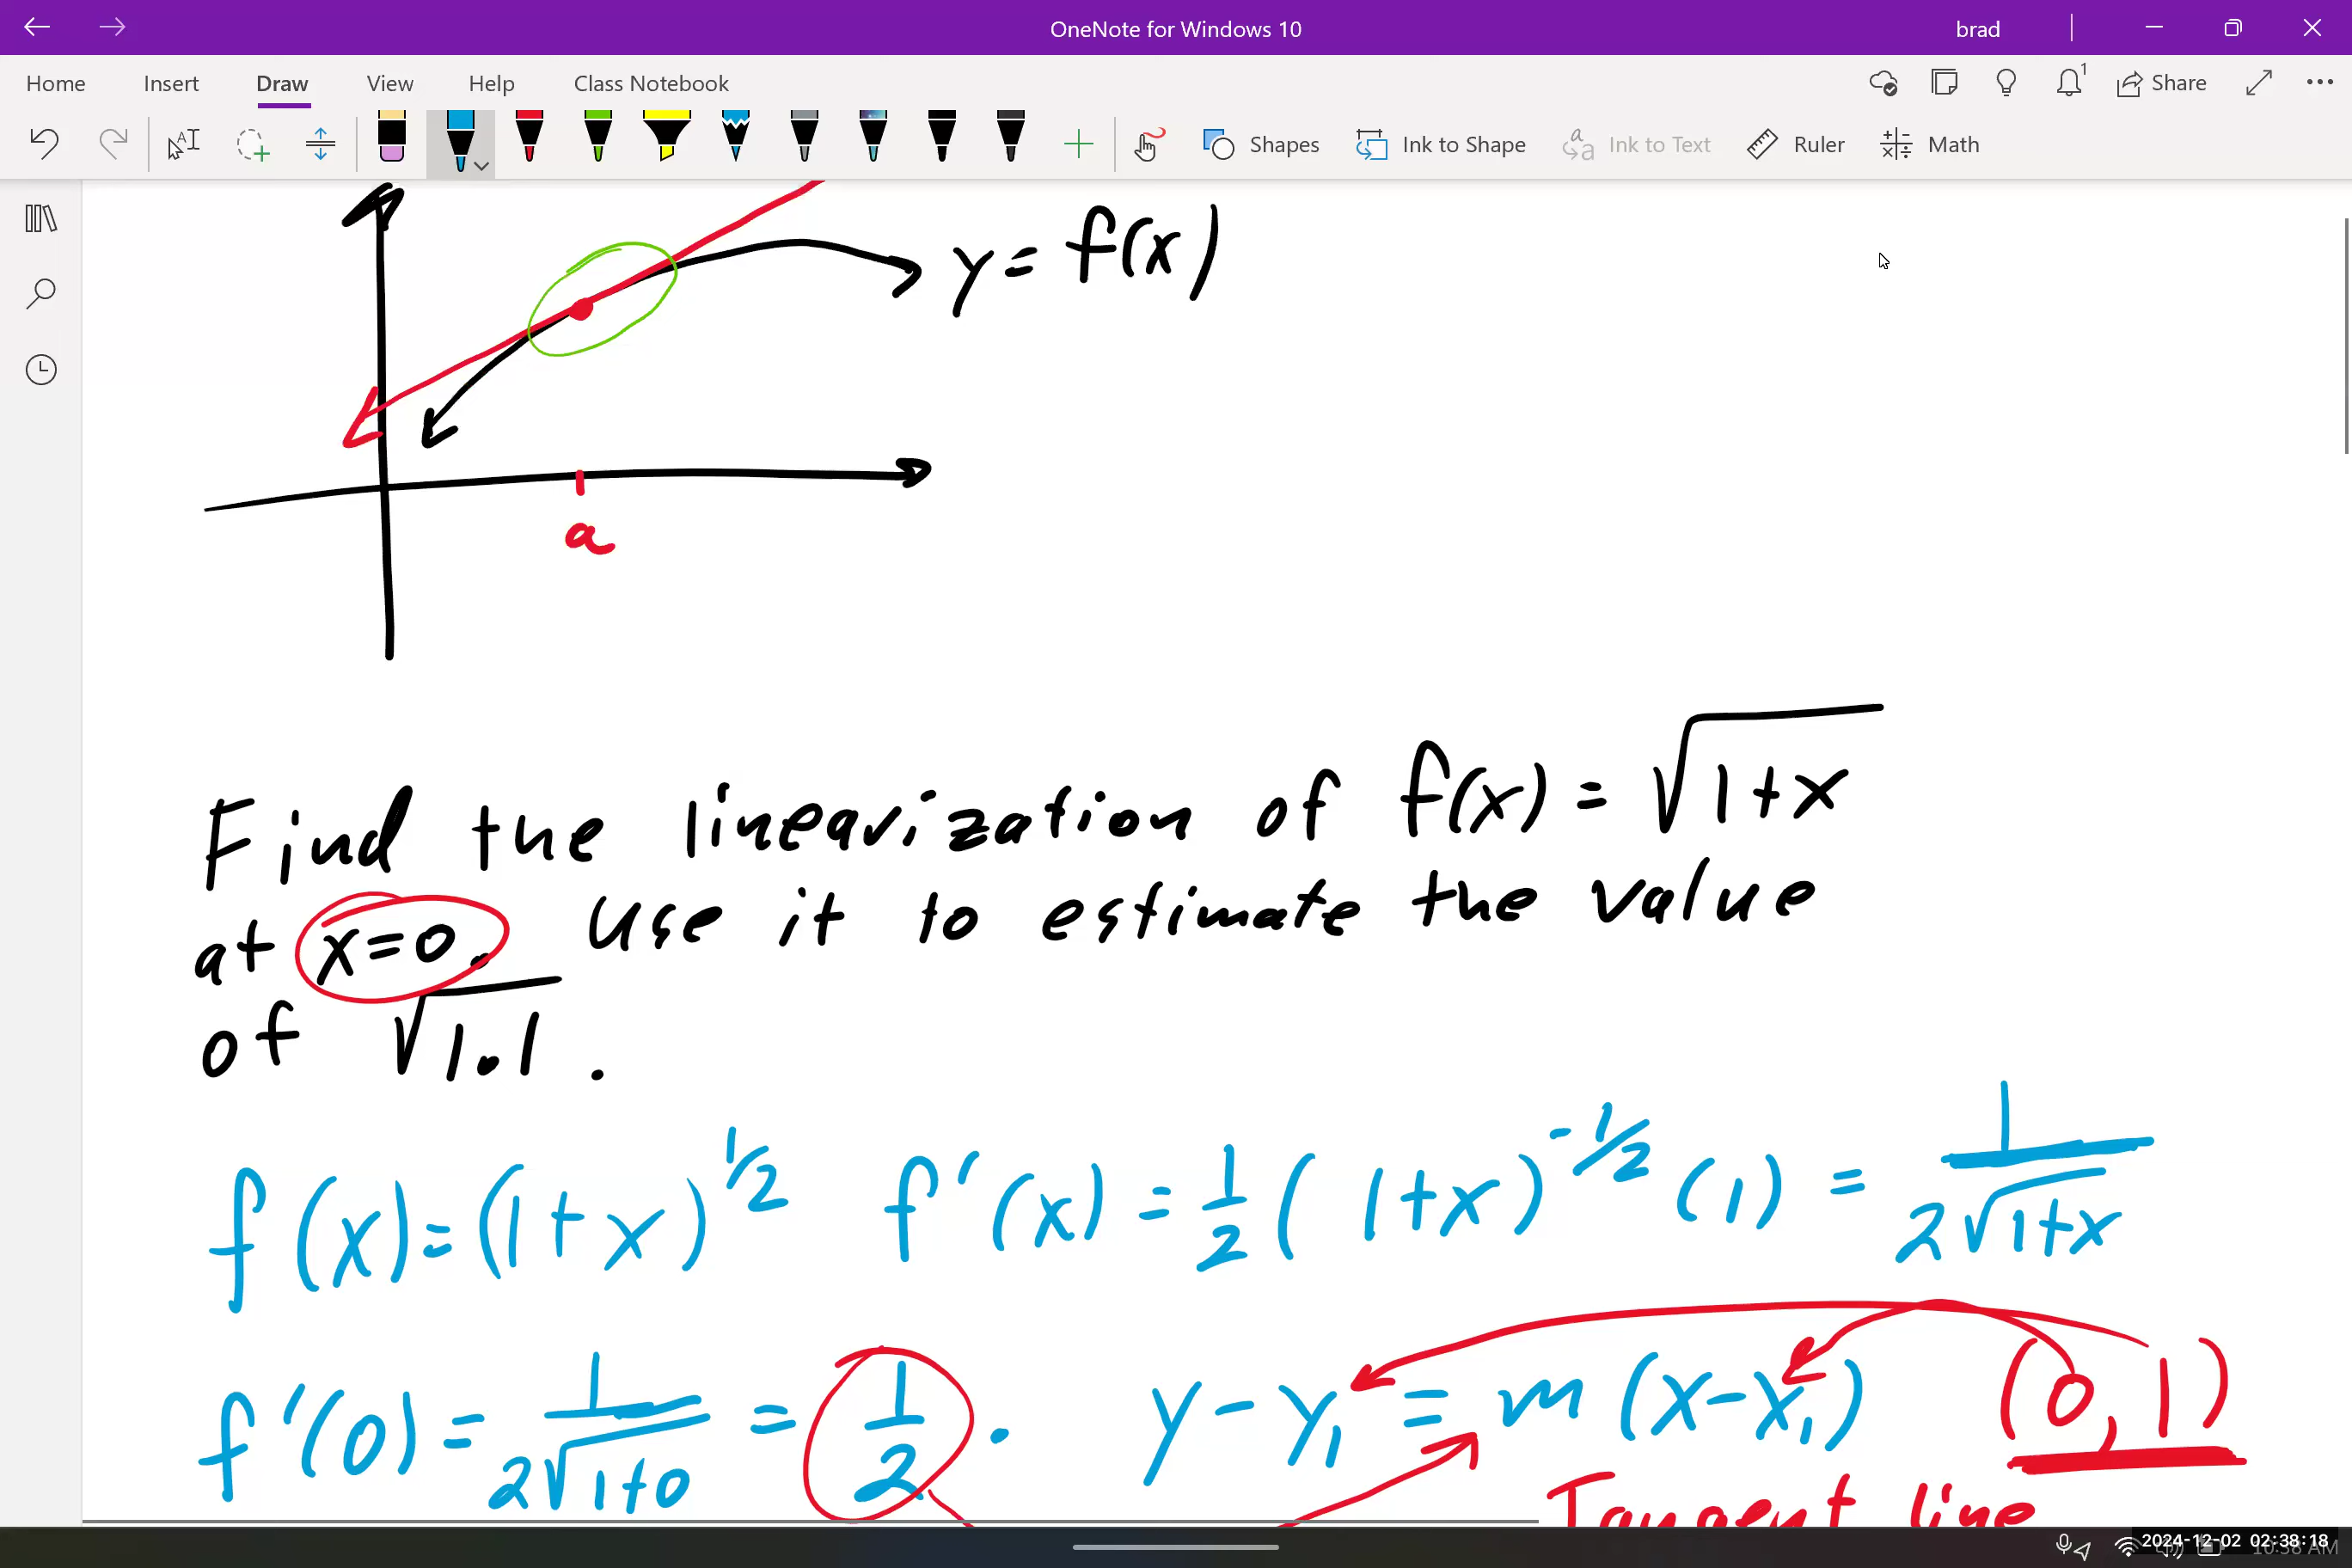 OneNote for Windows 10
brad
Home Insert Draw View Help Class Notebook
1
Share
Shapes Ink to Shape Ink to Text Ruler Math
y = f(x)
a
Find the linearization of f(x) = √1+x
at x=0. Use it to estimate the value
of √1.1 .
f(x) = (1+x)^1/2 f'(x) = 1/2 (1+x)^-1/2 (1) = 1/2√1+x
f'(0) = 1/2√1+0 = 1/2 . y-y₁ = m(x-x₁) (0,1)
Tangent line
2024-12-02 02:38:18